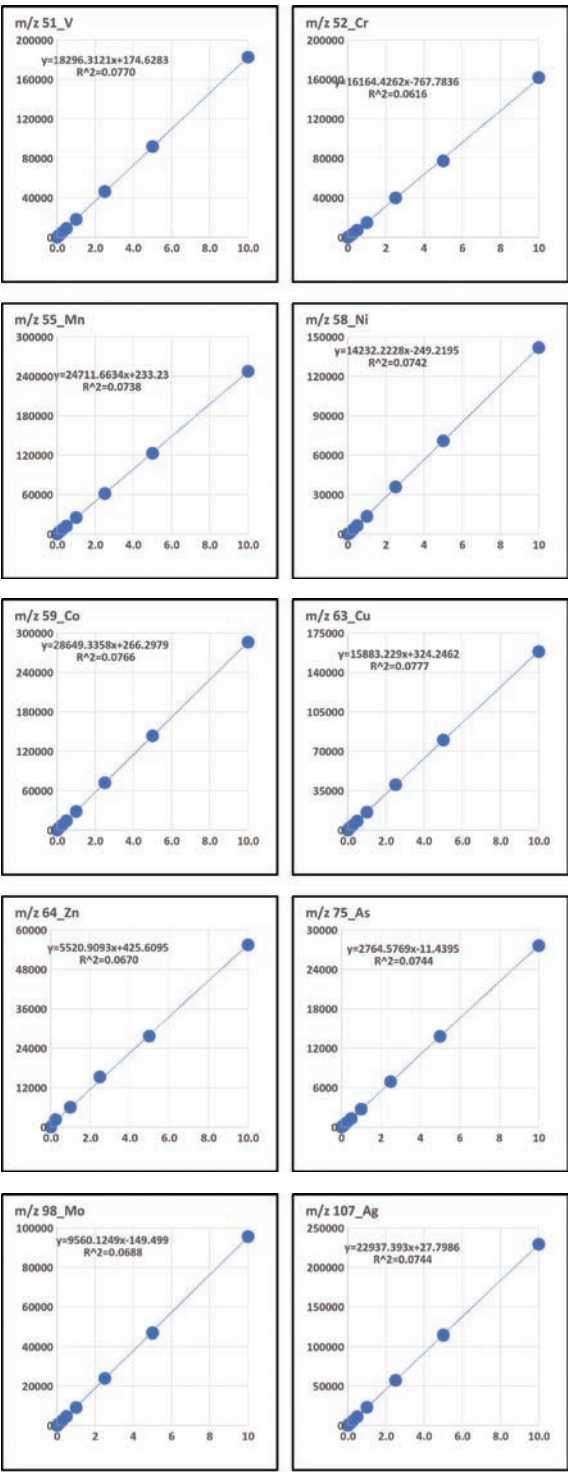 m/z 51_V
200000
y=18296.3121x+174.6283
R^2=0.0770
160000
120000
80000
40000
0
0.0 2.0 4.0 6.0 8.0 10.0
m/z 52_Cr
200000
160000
y=16164.4262x-767.7836
R^2=0.0616
120000
80000
40000
0
0 2 4 6 8 10
m/z 55_Mn
300000
240000
y=24711.6634x+233.23
R^2=0.0738
180000
120000
60000
0
0.0 2.0 4.0 6.0 8.0 10.0
m/z 58_Ni
150000
y=14232.2228x-249.2195
R^2=0.0742
120000
90000
60000
30000
0
0 2 4 6 8 10
m/z 59_Co
300000
y=28649.3358x+266.2979
R^2=0.0766
240000
180000
120000
60000
0
0.0 2.0 4.0 6.0 8.0 10.0
m/z 63_Cu
175000
y=15883.229x+324.2462
R^2=0.0777
140000
105000
70000
35000
0
0.0 2.0 4.0 6.0 8.0 10.0
m/z 64_Zn
60000
y=5520.9093x+425.6095
R^2=0.0670
48000
36000
24000
12000
0
0.0 2.0 4.0 6.0 8.0 10.0
m/z 75_As
30000
y=2764.5769x-11.4395
R^2=0.0744
24000
18000
12000
6000
0
0 2 4 6 8 10
m/z 98_Mo
100000
y=9560.1249x-149.499
R^2=0.0688
80000
60000
40000
20000
0
0 2 4 6 8 10
m/z 107_Ag
250000
y=22937.393x+27.7986
R^2=0.0744
200000
150000
100000
50000
0
0.0 2.0 4.0 6.0 8.0 10.0